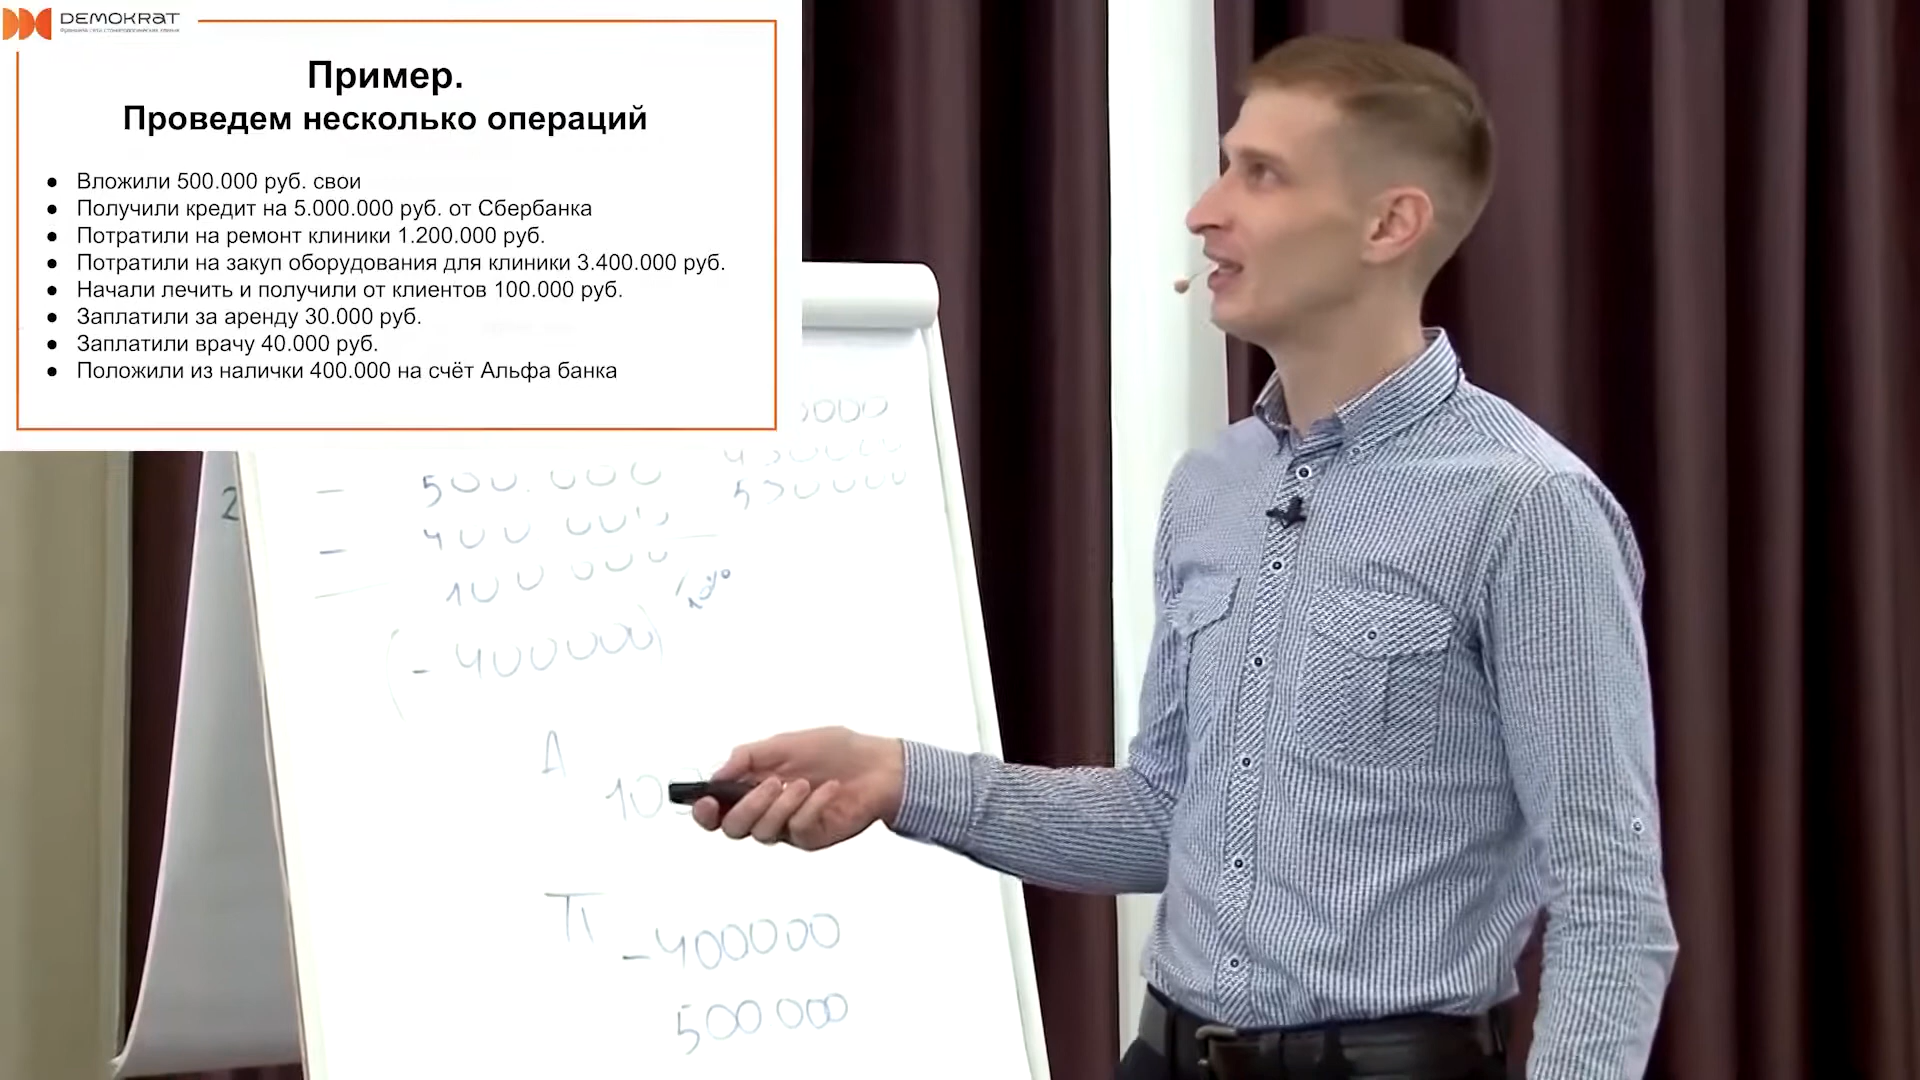 DEMOKRAT
Пример.
Проведем несколько операций
● Вложили 500.000 руб. свои
● Получили кредит на 5.000.000 руб. от Сбербанка
● Потратили на ремонт клиники 1.200.000 руб.
● Потратили на закуп оборудования для клиники 3.400.000 руб.
● Начали лечить и получили от клиентов 100.000 руб.
● Заплатили за аренду 30.000 руб.
● Заплатили врачу 40.000 руб.
● Положили из налички 400.000 на счёт Альфа банка
2
– 500.000
– 400 000
100 000
(-400000)
А
П
-400000
500 000